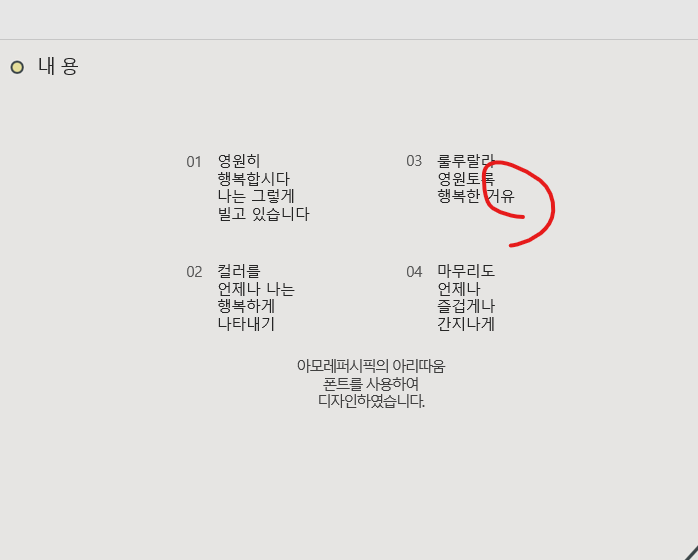 내 용
01 영원히
행복합시다
나는 그렇게
빌고 있습니다
03 룰루랄라
영원토록
행복한 거유
02 컬러를
언제나 나는
행복하게
나타내기
04 마무리도
언제나
즐겁게나
간지나게
아모레퍼시픽의 아리따움
폰트를 사용하여
디자인하였습니다.